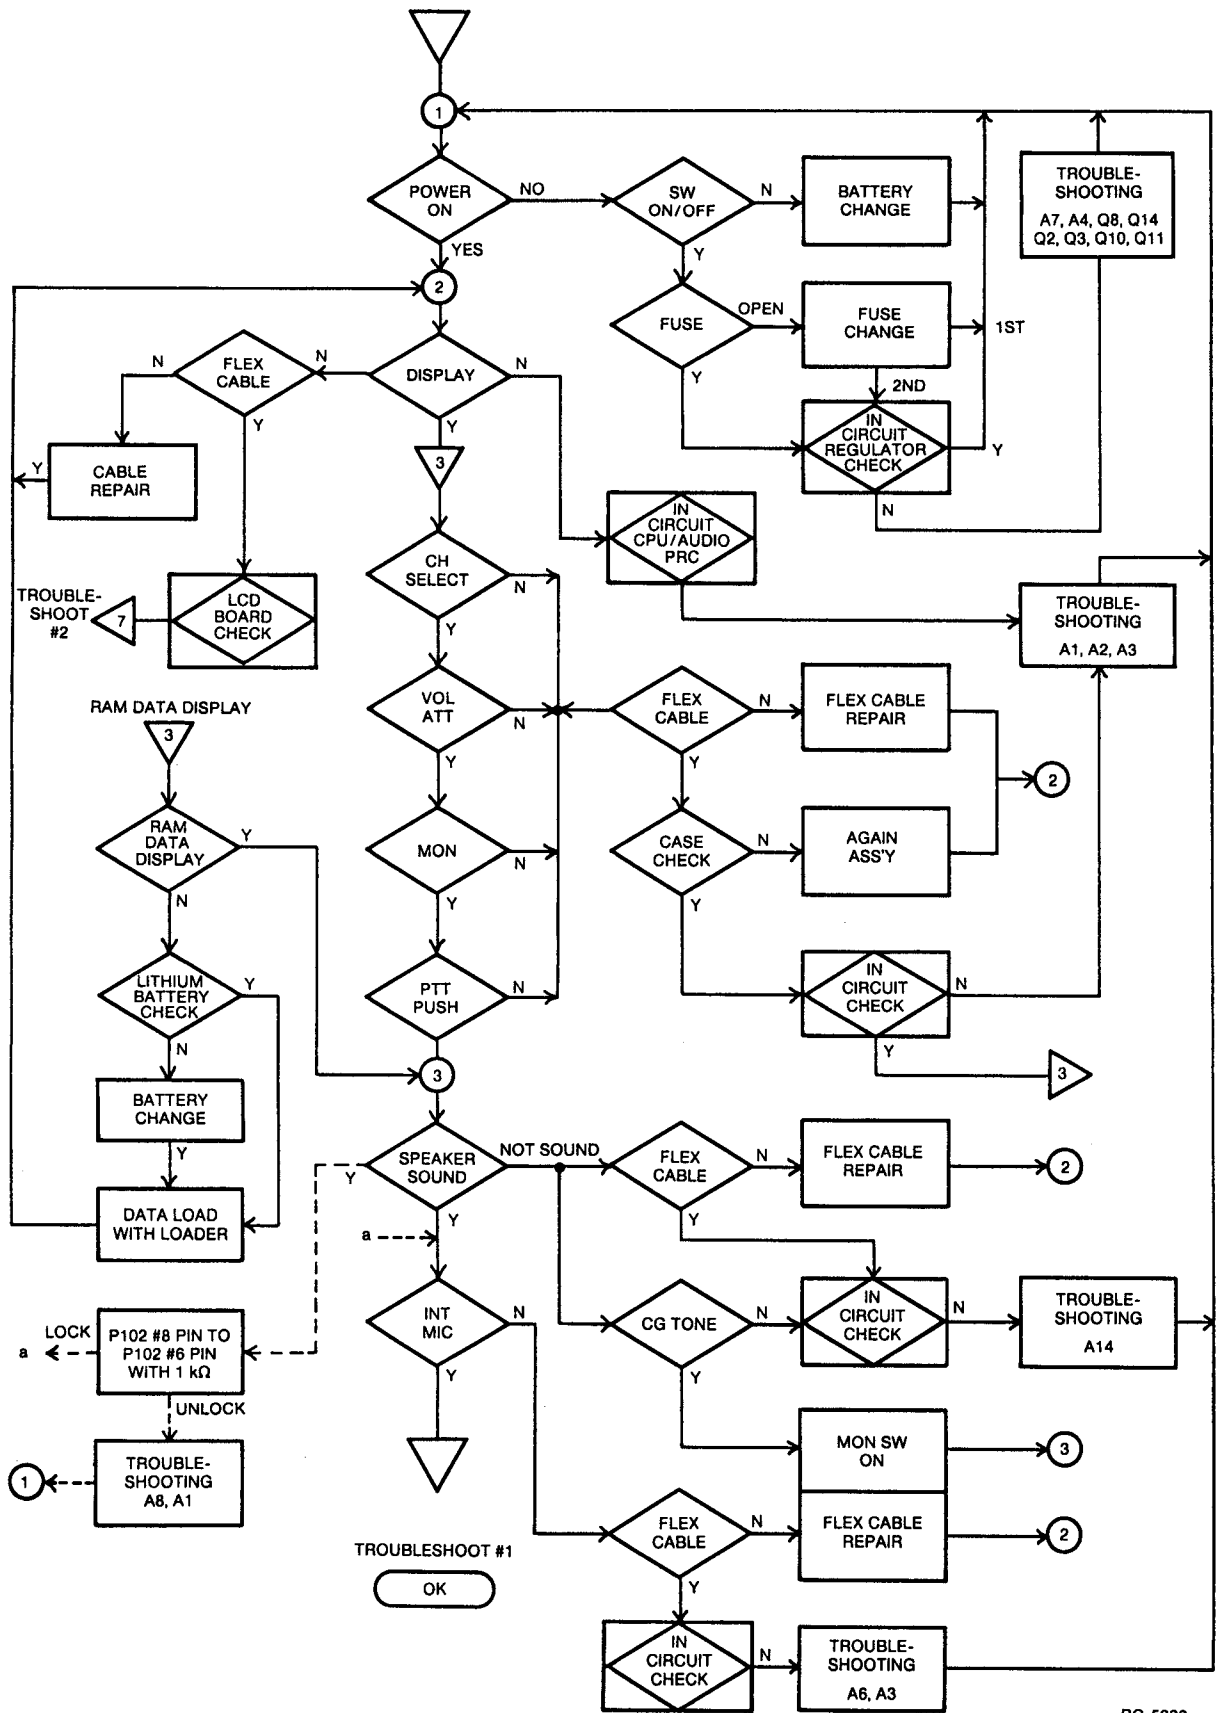 1
POWER
ON
NO
YES
SW
ON/OFF
N
Y
BATTERY
CHANGE
TROUBLE-
SHOOTING
A7, A4, Q8, Q14
Q2, Q3, Q10, Q11
2
FUSE
OPEN
Y
FUSE
CHANGE
1ST
2ND
IN
CIRCUIT
REGULATOR
CHECK
Y
N
DISPLAY
N
N
Y
FLEX
CABLE
N
Y
CABLE
REPAIR
Y
3
IN
CIRCUIT
CPU/AUDIO
PRC
TROUBLE-
SHOOTING
A1, A2, A3
LCD
BOARD
CHECK
7
TROUBLE-
SHOOT
#2
CH
SELECT
N
Y
VOL
ATT
N
Y
MON
N
Y
PTT
PUSH
N
FLEX
CABLE
N
Y
FLEX CABLE
REPAIR
2
CASE
CHECK
N
Y
AGAIN
ASS'Y
IN
CIRCUIT
CHECK
N
Y
3
RAM DATA DISPLAY
3
RAM
DATA
DISPLAY
Y
N
LITHIUM
BATTERY
CHECK
Y
N
BATTERY
CHANGE
Y
DATA LOAD
WITH LOADER
3
SPEAKER
SOUND
NOT SOUND
Y
Y
a
FLEX
CABLE
N
Y
FLEX CABLE
REPAIR
2
INT
MIC
N
Y
CG TONE
N
Y
IN
CIRCUIT
CHECK
N
TROUBLE-
SHOOTING
A14
LOCK
a
P102 #8 PIN TO
P102 #6 PIN
WITH 1 kΩ
UNLOCK
TROUBLE-
SHOOTING
A8, A1
1
MON SW
ON
3
FLEX
CABLE
N
Y
FLEX CABLE
REPAIR
2
TROUBLESHOOT #1
OK
IN
CIRCUIT
CHECK
N
TROUBLE-
SHOOTING
A6, A3